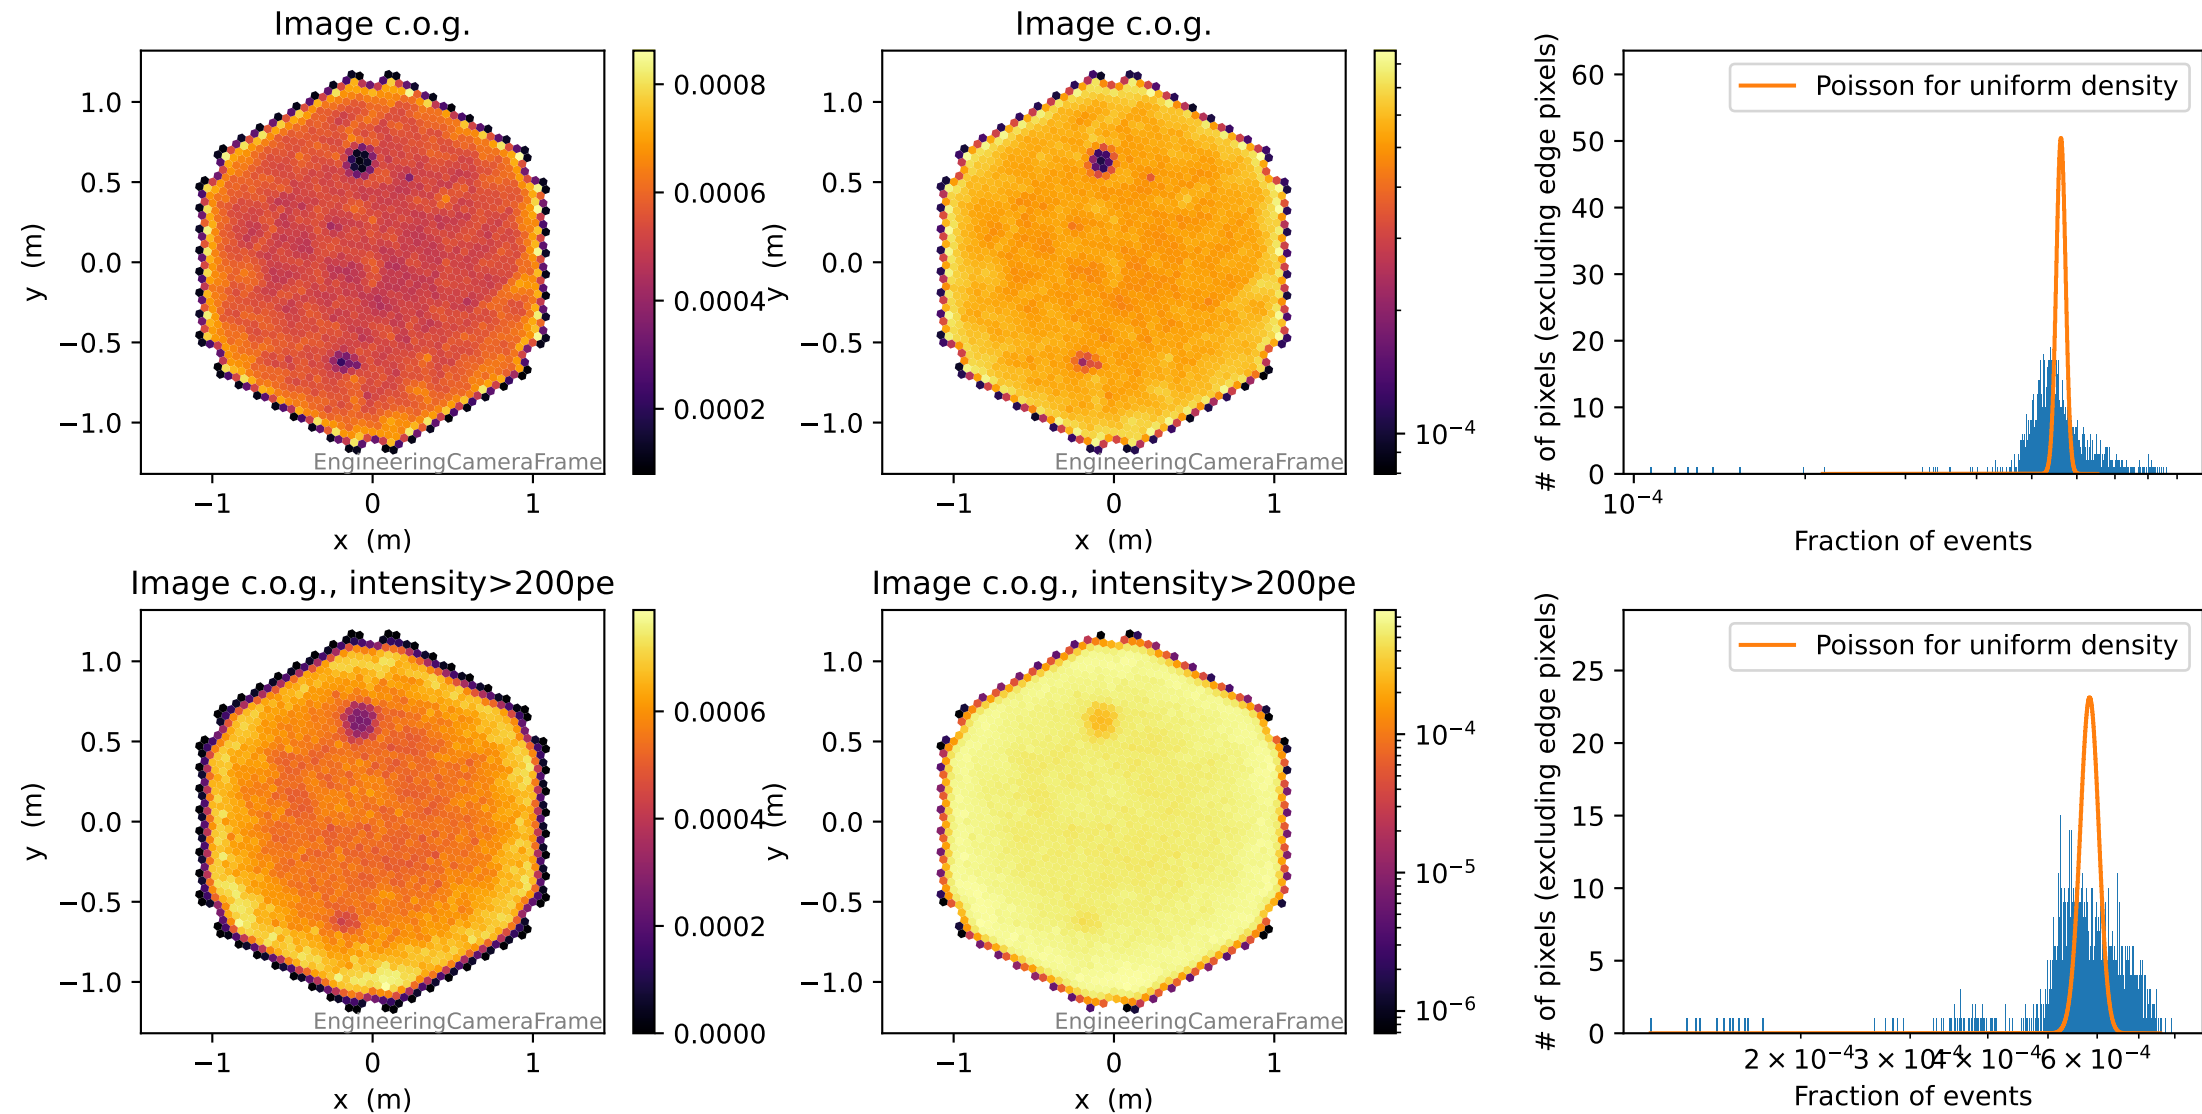 Image c.o.g.
1.0
0.5
0.0
−0.5
−1.0
y (m)
EngineeringCameraFrame
−1
0
1
x (m)
0.0008
0.0006
0.0004
0.0002
Image c.o.g.
1.0
0.5
0.0
−0.5
−1.0
y (m)
EngineeringCameraFrame
−1
0
1
x (m)
10⁻⁴
# of pixels (excluding edge pixels)
60
50
40
30
20
10
0
Poisson for uniform density
10⁻⁴
Fraction of events
Image c.o.g., intensity>200pe
1.0
0.5
0.0
−0.5
−1.0
y (m)
EngineeringCameraFrame
−1
0
1
x (m)
0.0006
0.0004
0.0002
0.0000
Image c.o.g., intensity>200pe
1.0
0.5
0.0
−0.5
−1.0
y (m)
EngineeringCameraFrame
−1
0
1
x (m)
10⁻⁴
10⁻⁵
10⁻⁶
# of pixels (excluding edge pixels)
25
20
15
10
5
0
Poisson for uniform density
2 × 10⁻⁴
3 × 10⁻⁴
4 × 10⁻⁴
6 × 10⁻⁴
Fraction of events